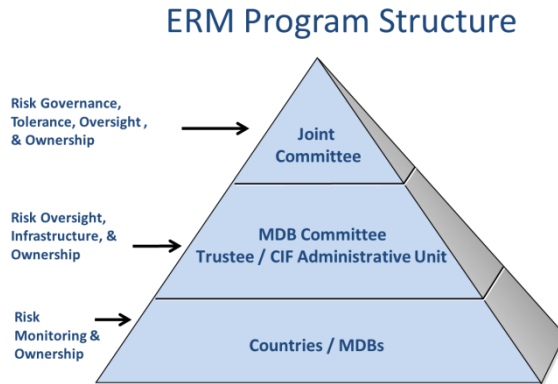 ERM Program Structure
Risk Governance,
Tolerance, Oversight ,
& Ownership
Joint
Committee
Risk Oversight,
Infrastructure, &
Ownership
MDB Committee
Trustee / CIF Administrative Unit
Risk
Monitoring &
Ownership
Countries / MDBs